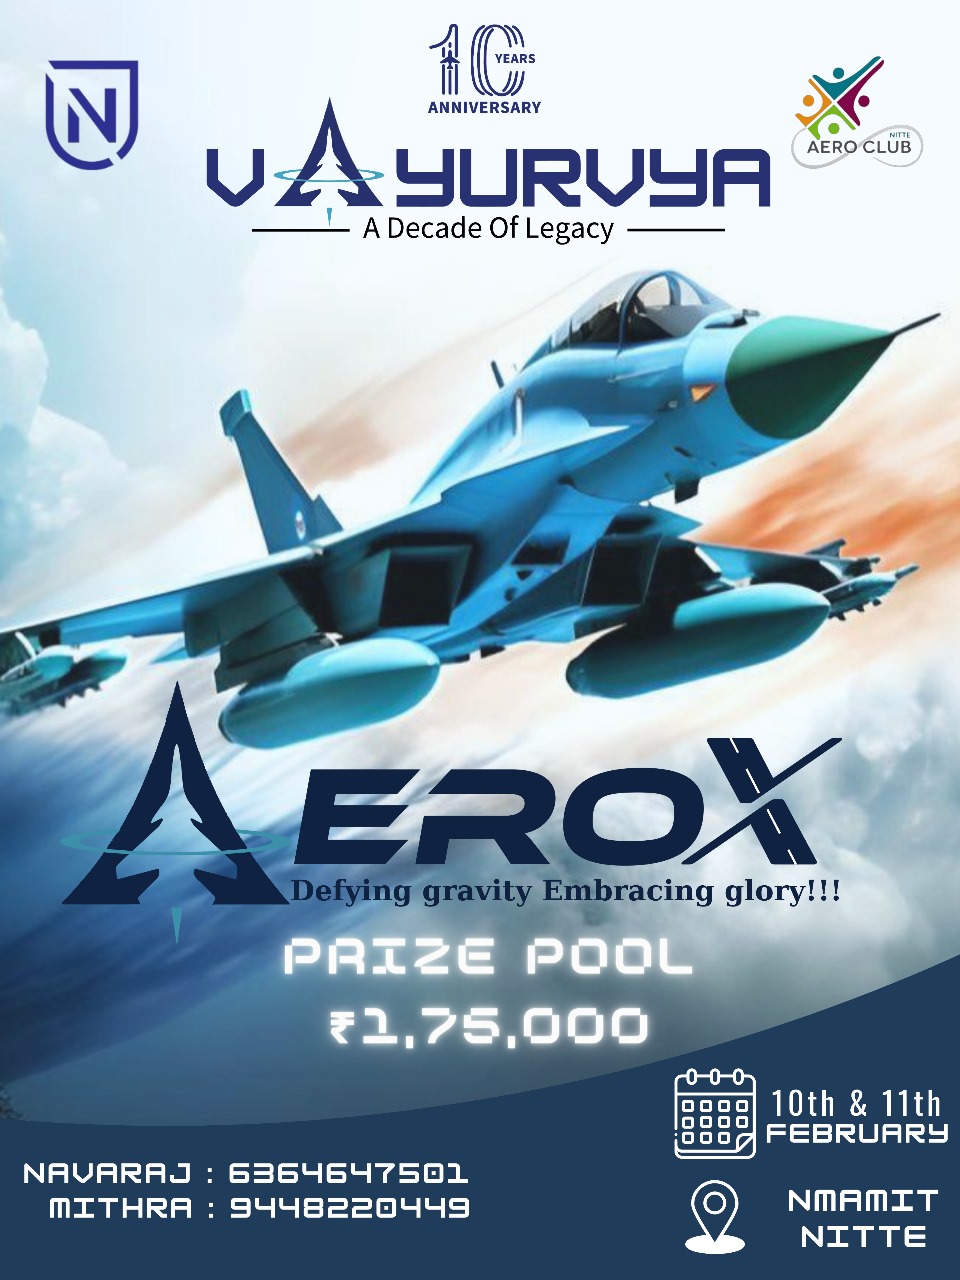 10 YEARS
ANNIVERSARY
N
NITTE
AERO CLUB
VAYURVYA
A Decade Of Legacy
AEROX
Defying gravity Embracing glory!!!
PRIZE POOL
₹1,75,000
10th & 11th
FEBRUARY
NAVARAJ : 6364647501
MITHRA : 9448220449
NMAMIT
NITTE